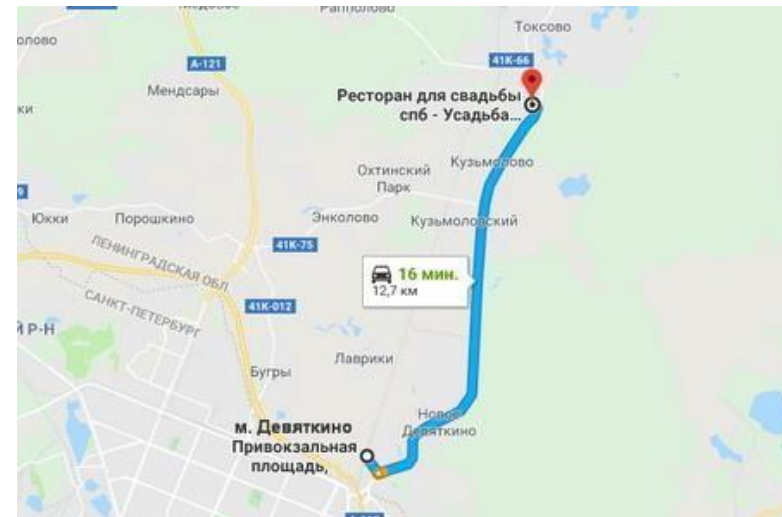 Рапполово
Токсово
41К-66
А-121
Мендсары
Ресторан для свадьбы
спб - Усадьба...
Кузьмолово
Охтинский
Парк
Юкки
Порошкино
Энколово
Кузьмоловский
ЛЕНИНГРАДСКАЯ ОБЛ
41К-75
16 мин.
12,7 км
САНКТ-ПЕТЕРБУРГ
41К-012
Й Р-Н
Лаврики
Бугры
Новое
Девяткино
м. Девяткино
Привокзальная
площадь,